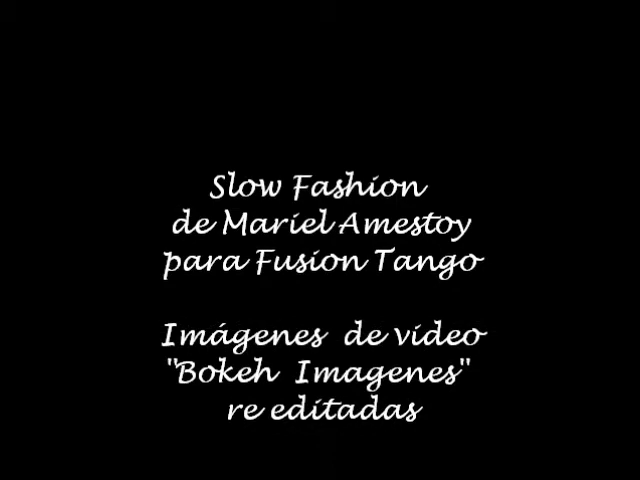 Slow Fashion
de Mariel Amestoy
para Fusion Tango
Imágenes de video
"Bokeh Imagenes"
re editadas